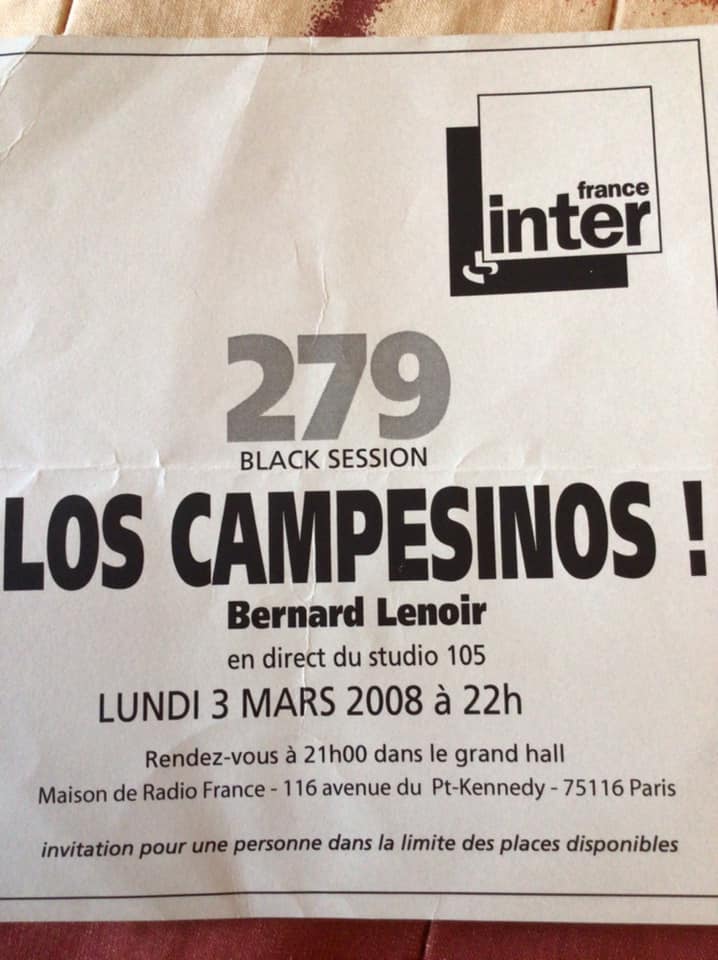 france
inter
279
BLACK SESSION
LOS CAMPESINOS !
Bernard Lenoir
en direct du studio 105
LUNDI 3 MARS 2008 à 22h
Rendez-vous à 21h00 dans le grand hall
Maison de Radio France - 116 avenue du Pt-Kennedy - 75116 Paris
invitation pour une personne dans la limite des places disponibles